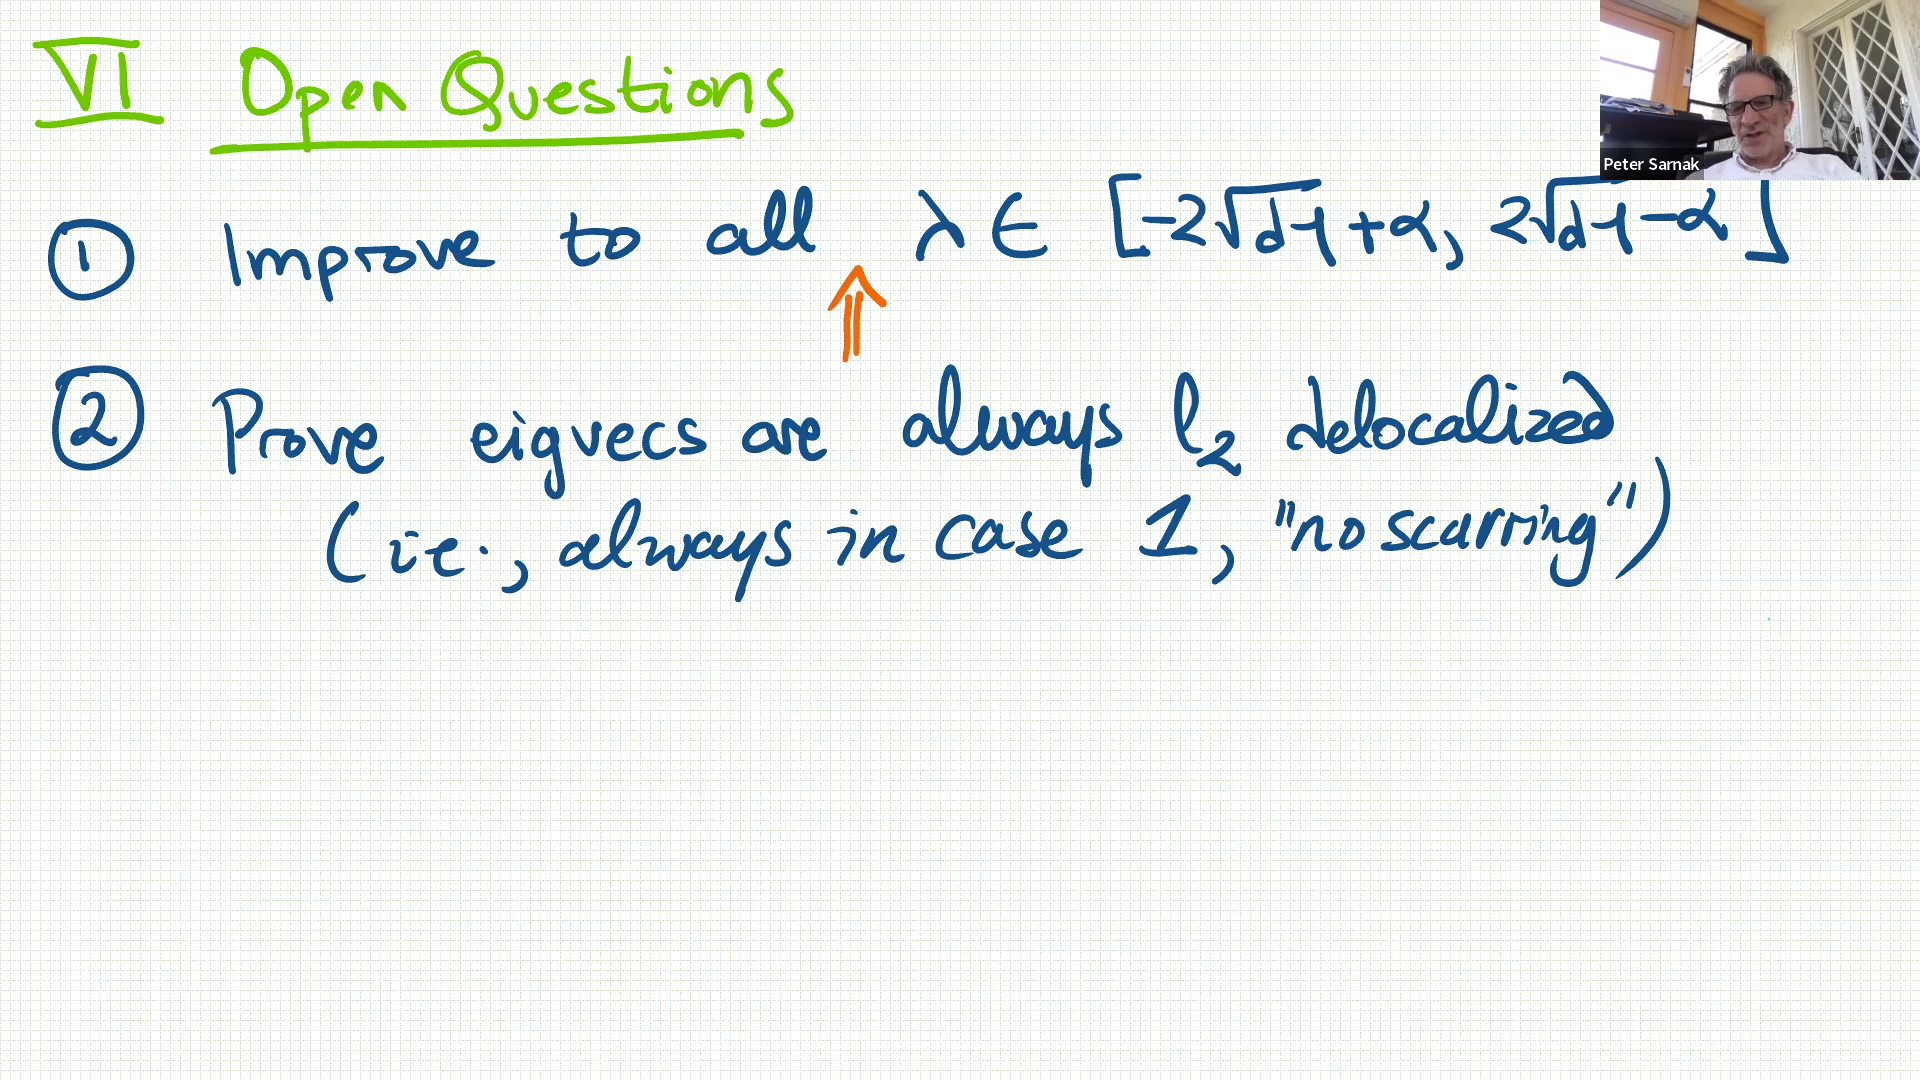 VI Open Questions
Peter Sarnak
① Improve to all λ ∈ [-2√d-1 + α, 2√d-1 - α]
② Prove eigvecs are always l₂ delocalized
(i.e., always in case 1, "no scarring")